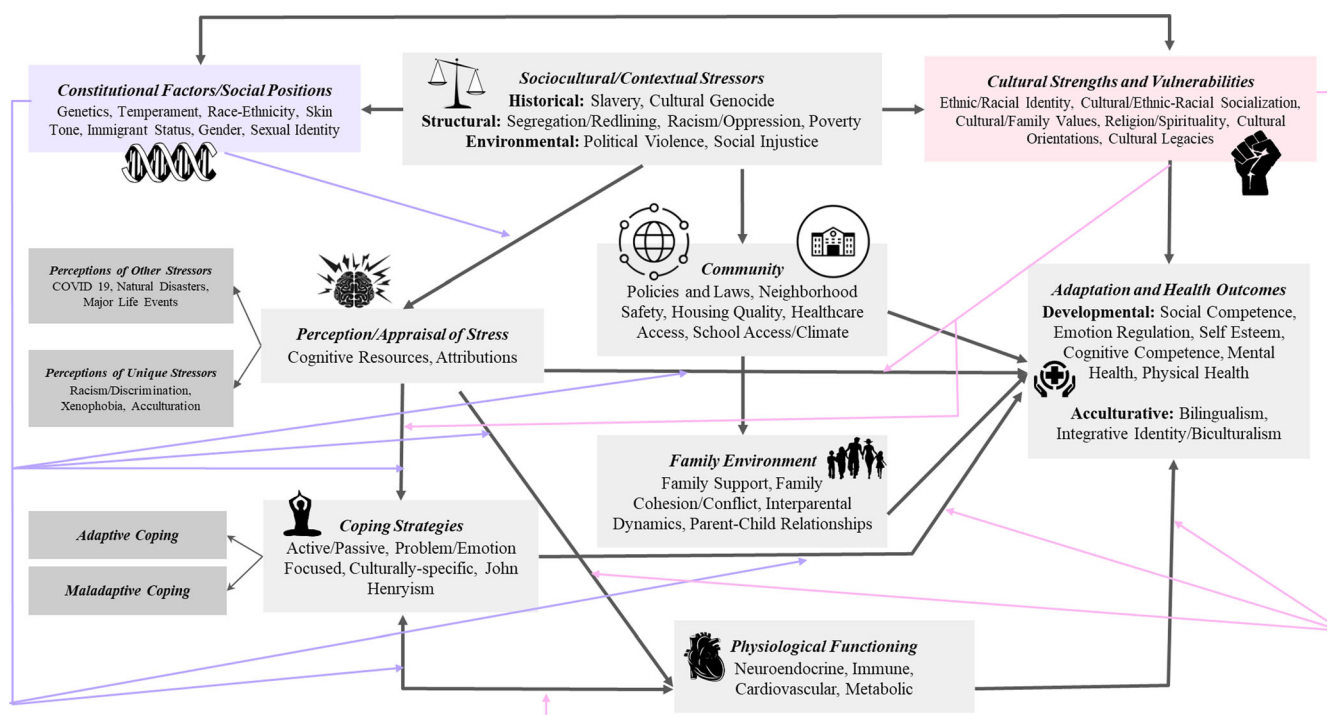 Constitutional Factors/Social Positions
Genetics, Temperament, Race-Ethnicity, Skin
Tone, Immigrant Status, Gender, Sexual Identity
Sociocultural/Contextual Stressors
Historical: Slavery, Cultural Genocide
Structural: Segregation/Redlining, Racism/Oppression, Poverty
Environmental: Political Violence, Social Injustice
Cultural Strengths and Vulnerabilities
Ethnic/Racial Identity, Cultural/Ethnic-Racial Socialization,
Cultural/Family Values, Religion/Spirituality, Cultural
Orientations, Cultural Legacies
Perceptions of Other Stressors
COVID 19, Natural Disasters,
Major Life Events
Perceptions of Unique Stressors
Racism/Discrimination,
Xenophobia, Acculturation
Perception/Appraisal of Stress
Cognitive Resources, Attributions
Community
Policies and Laws, Neighborhood
Safety, Housing Quality, Healthcare
Access, School Access/Climate
Adaptation and Health Outcomes
Developmental: Social Competence,
Emotion Regulation, Self Esteem,
Cognitive Competence, Mental
Health, Physical Health
Acculturative: Bilingualism,
Integrative Identity/Biculturalism
Family Environment
Family Support, Family
Cohesion/Conflict, Interparental
Dynamics, Parent-Child Relationships
Adaptive Coping
Maladaptive Coping
Coping Strategies
Active/Passive, Problem/Emotion
Focused, Culturally-specific, John
Henryism
Physiological Functioning
Neuroendocrine, Immune,
Cardiovascular, Metabolic